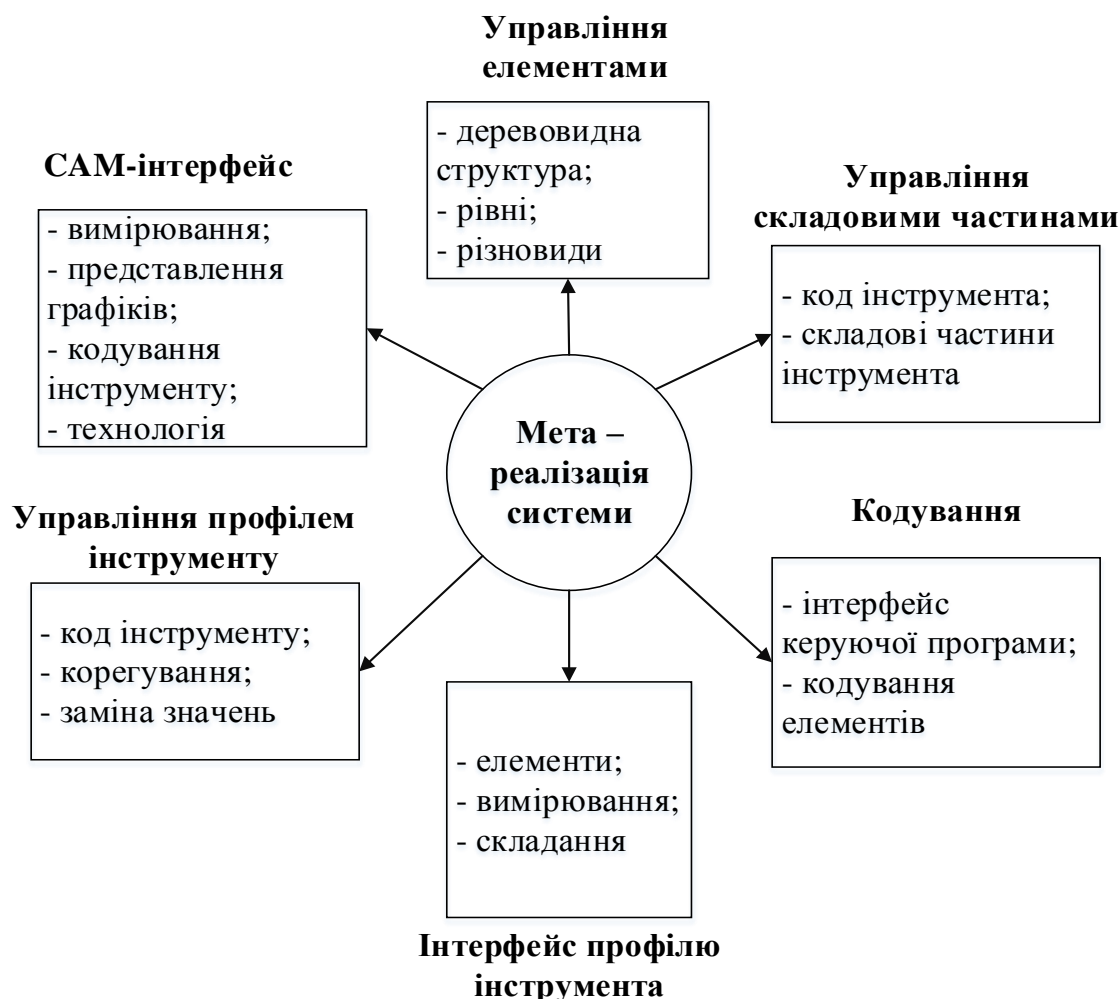 Управління
елементами
- деревовидна
структура;
- рівні;
- різновиди
САМ-інтерфейс
- вимірювання;
- представлення
графіків;
- кодування
інструменту;
- технологія
Управління
складовими частинами
- код інструмента;
- складові частини
інструмента
Мета –
реалізація
системи
Управління профілем
інструменту
- код інструменту;
- корегування;
- заміна значень
Кодування
- інтерфейс
керуючої програми;
- кодування
елементів
- елементи;
- вимірювання;
- складання
Інтерфейс профілю
інструмента